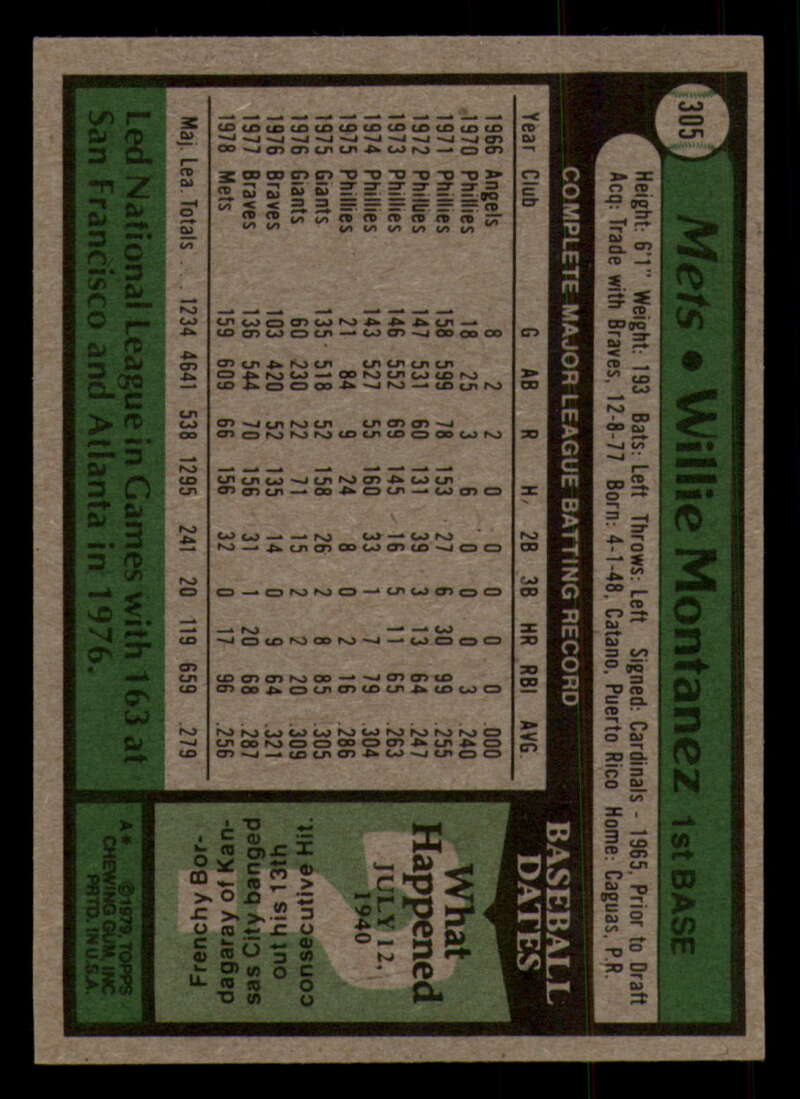 305
Mets • Willie Montanez 1st BASE
Height: 6'1" Weight: 193 Bats: Left Throws: Left Signed: Cardinals - 1965, Prior to Draft
Acq: Trade with Braves, 12-8-77 Born: 4-1-48, Catano, Puerto Rico Home: Caguas, P.R.
COMPLETE MAJOR LEAGUE BATTING RECORD
Year Club G AB R H 2B 3B HR RBI AVG.
1966 Angels 8 2 2 0 0 0 0 0 .000
1970 Phillies 18 25 3 6 0 0 0 3 .240
1971 Phillies 158 599 78 153 27 6 30 99 .255
1972 Phillies 147 531 60 131 39 3 13 64 .247
1973 Phillies 146 552 69 145 16 5 11 65 .263
1974 Phillies 143 527 55 160 33 1 7 79 .304
1975 Phillies 21 84 9 24 8 0 2 16 .286
1975 Giants 135 518 52 158 26 2 8 85 .305
1976 Giants 60 230 22 71 15 2 2 20 .309
1976 Braves 103 420 52 135 14 0 9 64 .321
1977 Braves 136 544 70 156 31 1 20 68 .287
1978 Mets 159 609 66 156 32 0 17 96 .256
Maj. Lea. Totals . . . 1234 4641 538 1295 241 20 119 659 .279
Led National League in Games with 163 at
San Francisco and Atlanta in 1976.
BASEBALL
DATES
What
Happened
JULY 12,
1940
Frenchy Bor-
dagaray of Kan-
sas City banged
out his 13th
consecutive Hit.
A* ©1979, TOPPS
CHEWING GUM, INC
PRTD. IN U.S.A.